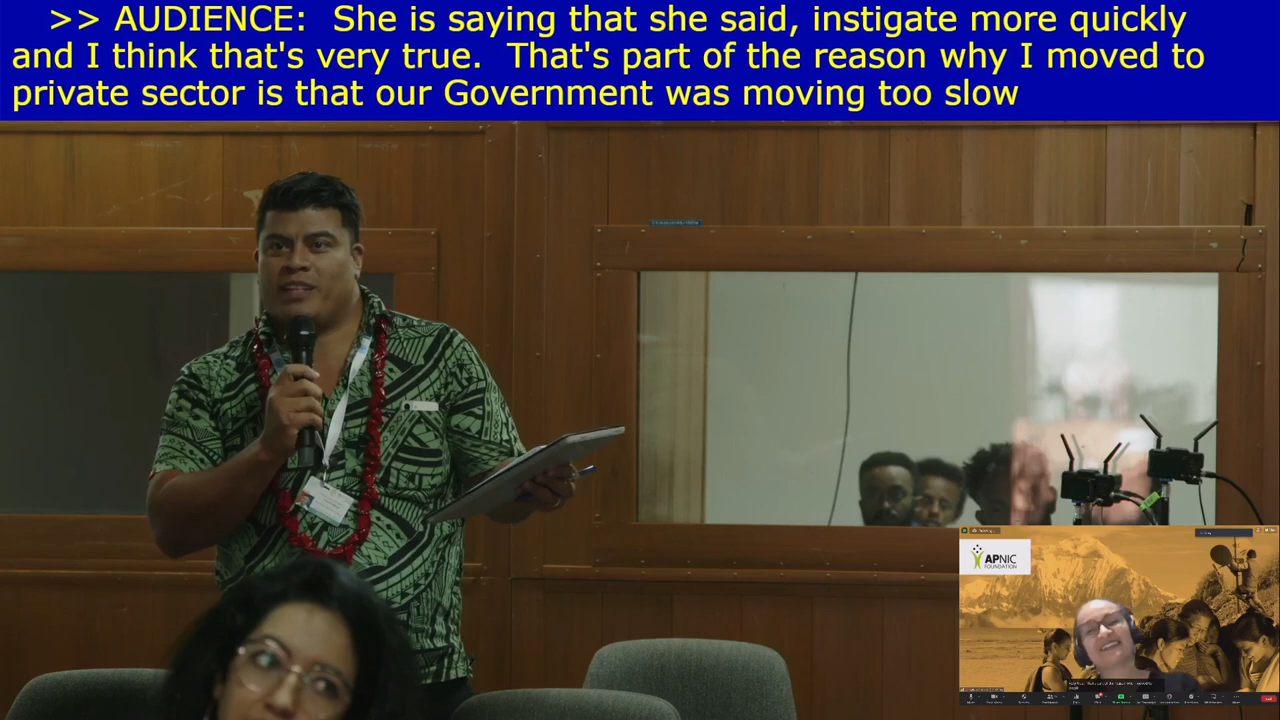 >> AUDIENCE:  She is saying that she said, instigate more quickly
and I think that's very true.  That's part of the reason why I moved to
private sector is that our Government was moving too slow
APNIC
FOUNDATION